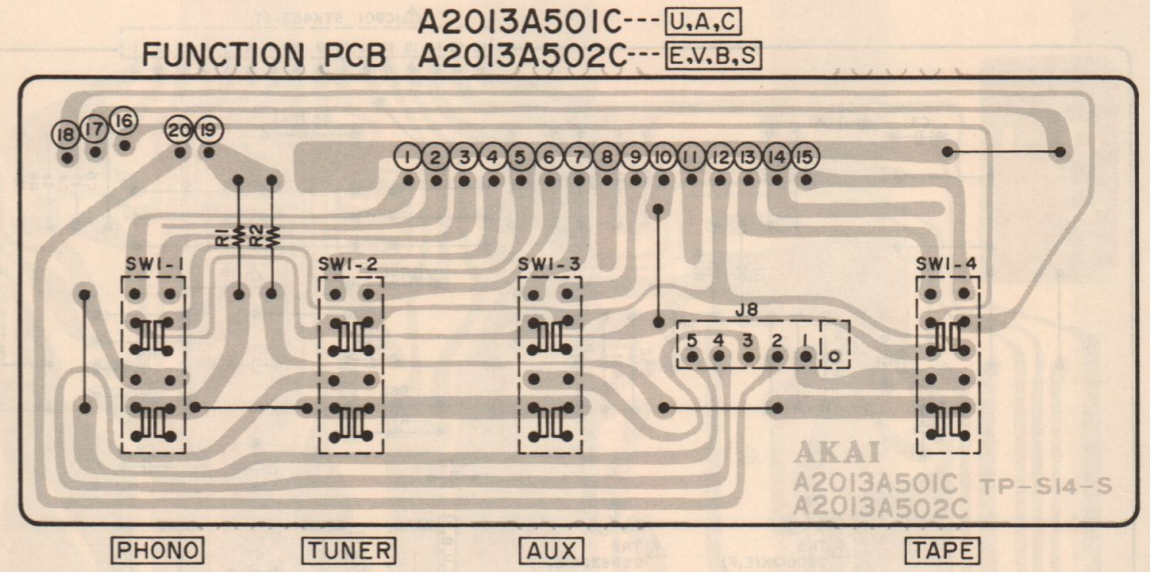 A2013A501C---U,A,C
FUNCTION PCB A2013A502C---E,V,B,S
18 17 16 20 19
1 2 3 4 5 6 7 8 9 10 11 12 13 14 15
R1 R2
SW1-1 SW1-2 SW1-3 SW1-4
J8
5 4 3 2 1
AKAI
A2013A501C TP-S14-S
A2013A502C
PHONO TUNER AUX TAPE